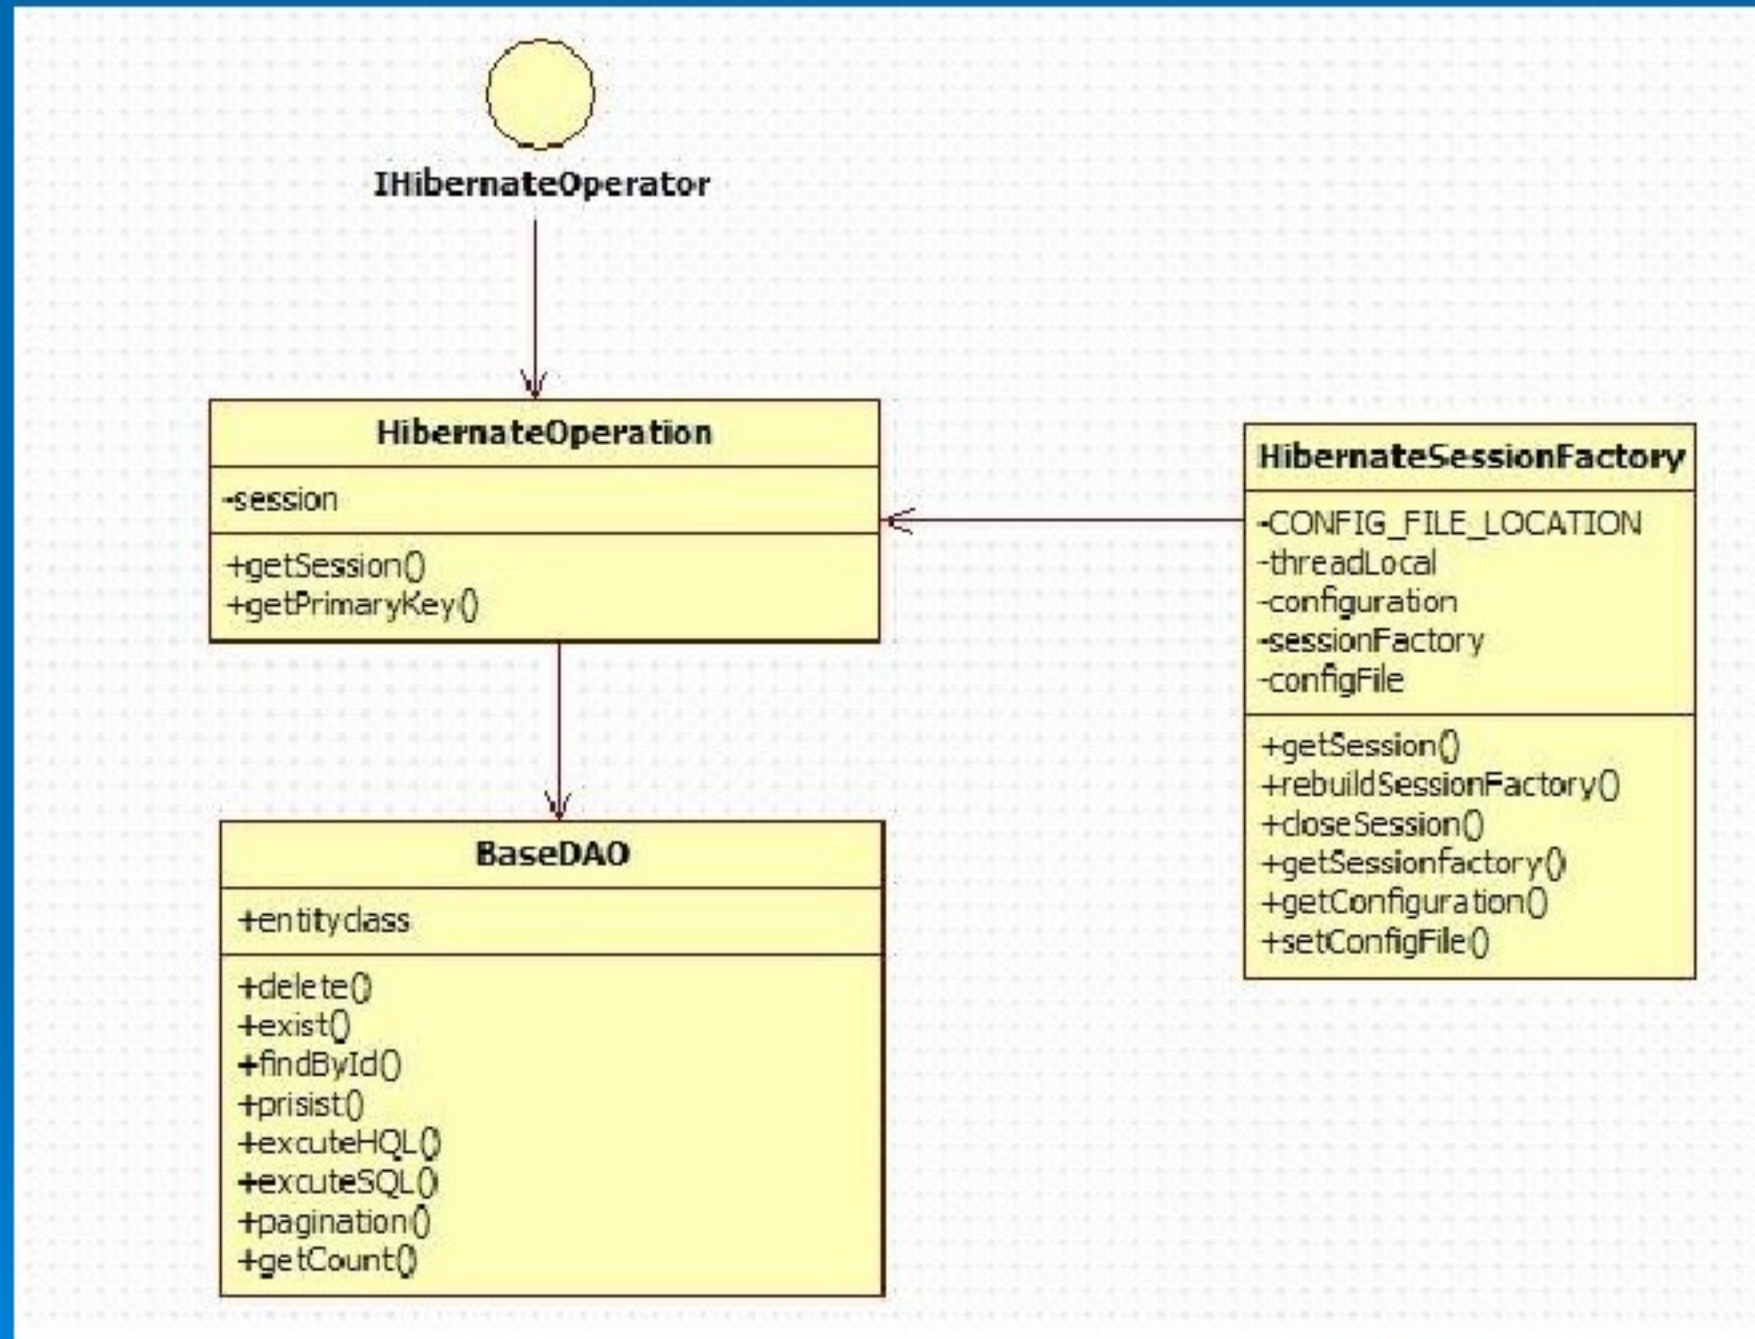 IHibernateOperator
HibernateOperation
-session
+getSession()
+getPrimaryKey()
HibernateSessionFactory
-CONFIG_FILE_LOCATION
-threadLocal
-configuration
-sessionFactory
-configFile
+getSession()
+rebuildSessionFactory()
+closeSession()
+getSessionfactory()
+getConfiguration()
+setConfigFile()
BaseDAO
+entityclass
+delete()
+exist()
+findById()
+prisist()
+excuteHQL()
+excuteSQL()
+pagination()
+getCount()